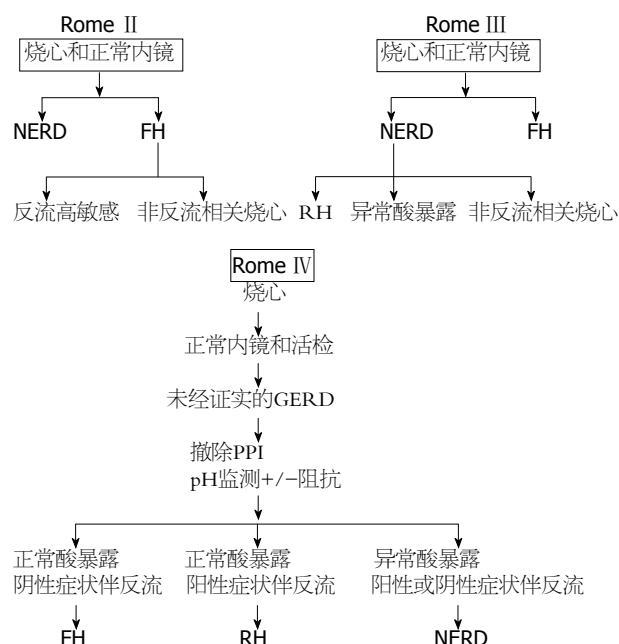 Rome Ⅱ
烧心和正常内镜
NERD FH
反流高敏感 非反流相关烧心
Rome Ⅲ
烧心和正常内镜
NERD FH
RH 异常酸暴露 非反流相关烧心
Rome Ⅳ
烧心
正常内镜和活检
未经证实的GERD
撤除PPI
pH监测+/-阻抗
正常酸暴露 正常酸暴露 异常酸暴露
阴性症状伴反流 阳性症状伴反流 阳性或阴性症状伴反流
FH RH NERD